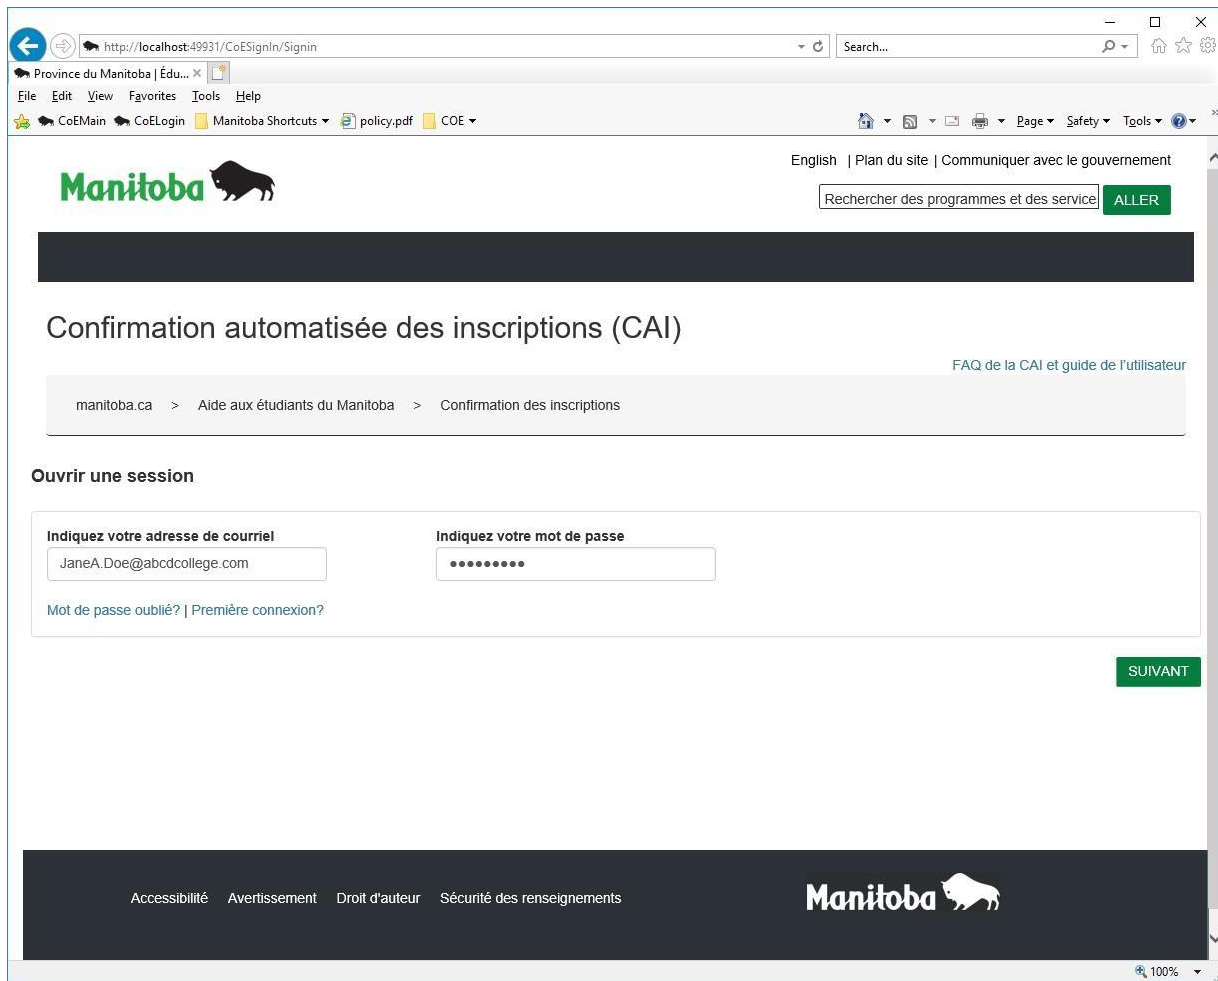 http://localhost:49931/CoESignIn/Signin
Search...
Province du Manitoba | Édu...
File Edit View Favorites Tools Help
CoEMain CoELogin Manitoba Shortcuts policy.pdf COE
Page Safety Tools
Manitoba
English | Plan du site | Communiquer avec le gouvernement
Rechercher des programmes et des service ALLER
Confirmation automatisée des inscriptions (CAI)
FAQ de la CAI et guide de l'utilisateur
manitoba.ca > Aide aux étudiants du Manitoba > Confirmation des inscriptions
Ouvrir une session
Indiquez votre adresse de courriel Indiquez votre mot de passe
JaneA.Doe@abcdcollege.com •••••••••
Mot de passe oublié? | Première connexion?
SUIVANT
Accessibilité Avertissement Droit d'auteur Sécurité des renseignements Manitoba
100%